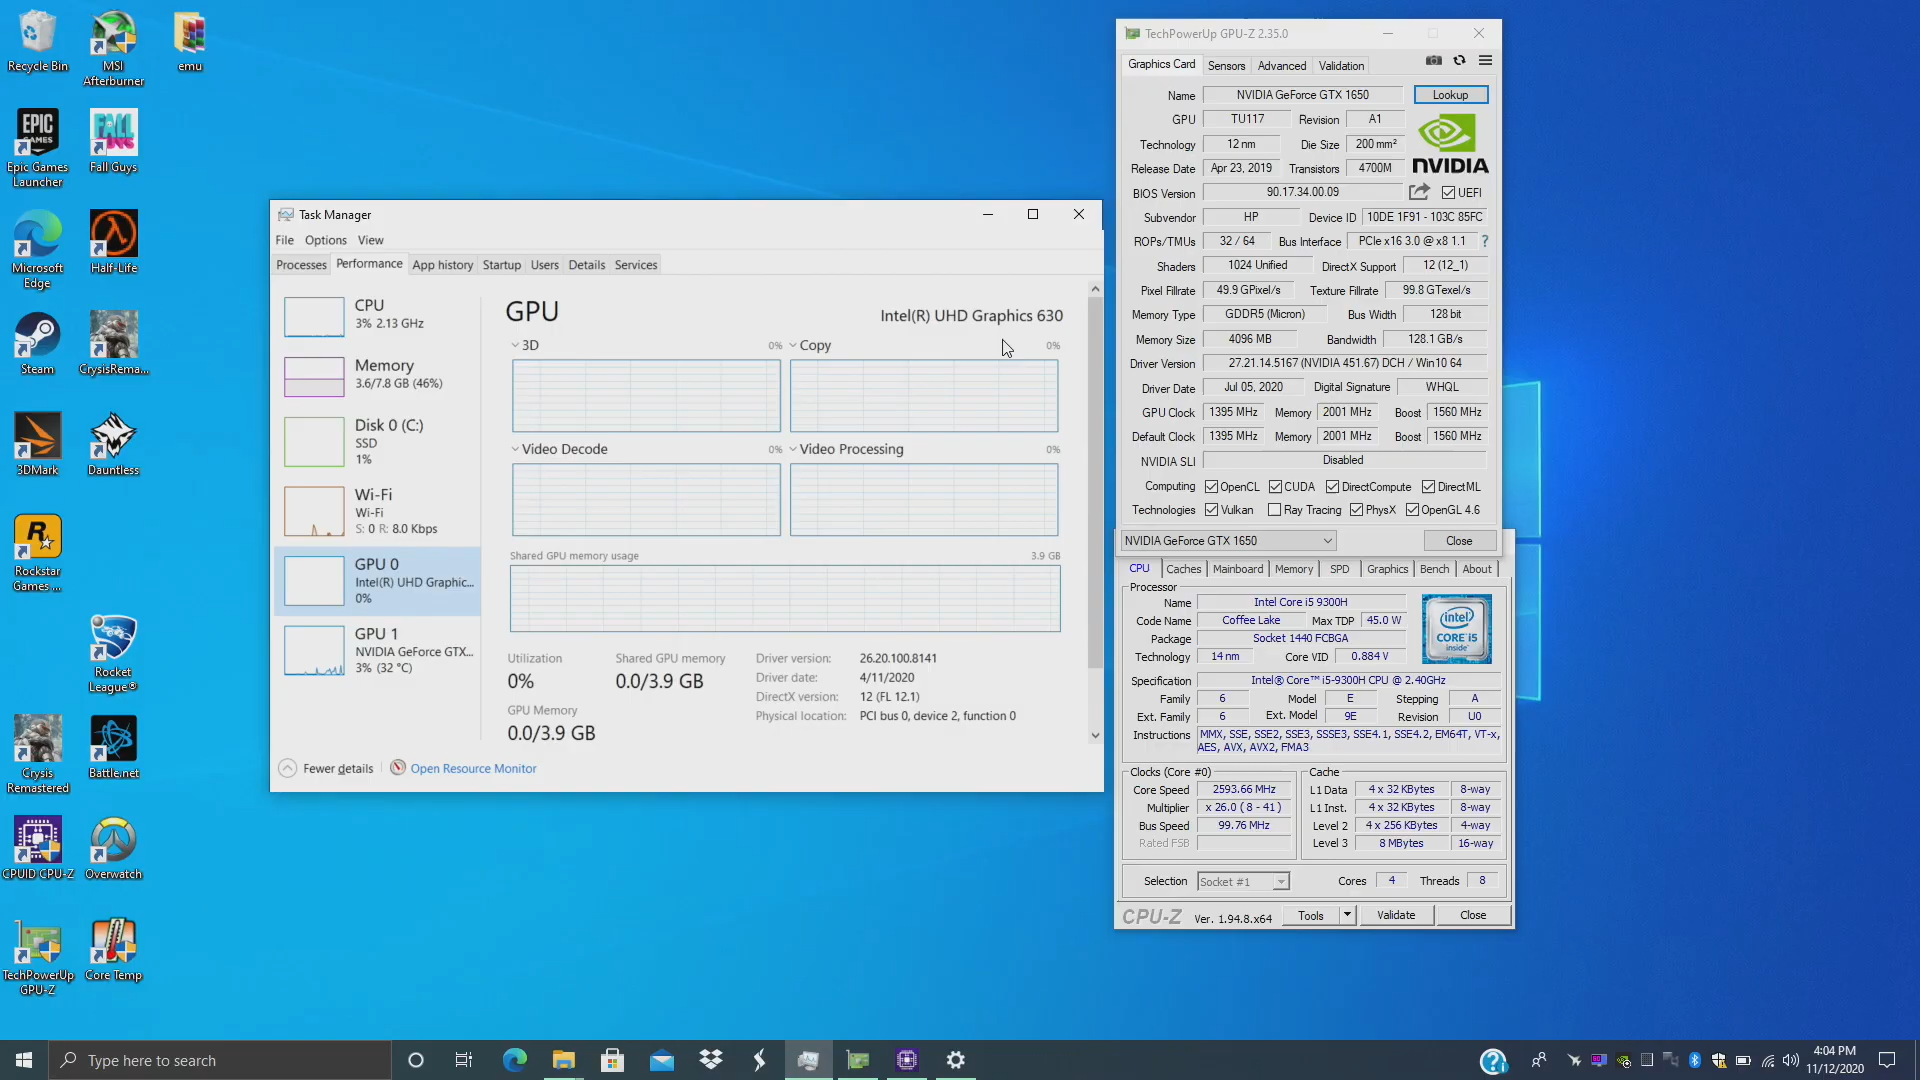 Recycle Bin
MSI Afterburner
emu
Epic Games Launcher
Fall Guys
Microsoft Edge
Half-Life
Steam
CrysisRema...
3DMark
Dauntless
Rockstar Games ...
Rocket League®
Crysis Remastered
Battle.net
CPUID CPU-Z
Overwatch
TechPowerUp GPU-Z
Core Temp
Task Manager
File Options View
Processes Performance App history Startup Users Details Services
CPU
3% 2.13 GHz
Memory
3.6/7.8 GB (46%)
Disk 0 (C:)
SSD
1%
Wi-Fi
Wi-Fi
S: 0 R: 8.0 Kbps
GPU 0
Intel(R) UHD Graphic...
0%
GPU 1
NVIDIA GeForce GTX...
3% (32 °C)
GPU
Intel(R) UHD Graphics 630
3D 0% Copy 0%
Video Decode 0% Video Processing 0%
Shared GPU memory usage 3.9 GB
Utilization
0%
Shared GPU memory
0.0/3.9 GB
GPU Memory
0.0/3.9 GB
Driver version: 26.20.100.8141
Driver date: 4/11/2020
DirectX version: 12 (FL 12.1)
Physical location: PCI bus 0, device 2, function 0
Fewer details Open Resource Monitor
TechPowerUp GPU-Z 2.35.0
Graphics Card Sensors Advanced Validation
Name NVIDIA GeForce GTX 1650 Lookup
GPU TU117 Revision A1
Technology 12 nm Die Size 200 mm²
NVIDIA
Release Date Apr 23, 2019 Transistors 4700M
BIOS Version 90.17.34.00.09 UEFI
Subvendor HP Device ID 10DE 1F91 - 103C 85FC
ROPs/TMUs 32 / 64 Bus Interface PCIe x16 3.0 @ x8 1.1 ?
Shaders 1024 Unified DirectX Support 12 (12_1)
Pixel Fillrate 49.9 GPixel/s Texture Fillrate 99.8 GTexel/s
Memory Type GDDR5 (Micron) Bus Width 128 bit
Memory Size 4096 MB Bandwidth 128.1 GB/s
Driver Version 27.21.14.5167 (NVIDIA 451.67) DCH / Win10 64
Driver Date Jul 05, 2020 Digital Signature WHQL
GPU Clock 1395 MHz Memory 2001 MHz Boost 1560 MHz
Default Clock 1395 MHz Memory 2001 MHz Boost 1560 MHz
NVIDIA SLI Disabled
Computing OpenCL CUDA DirectCompute DirectML
Technologies Vulkan Ray Tracing PhysX OpenGL 4.6
NVIDIA GeForce GTX 1650 Close
CPU Caches Mainboard Memory SPD Graphics Bench About
Processor
Name Intel Core i5 9300H
Code Name Coffee Lake Max TDP 45.0 W
Package Socket 1440 FCBGA
Technology 14 nm Core VID 0.884 V
intel CORE i5 inside
Specification Intel® Core™ i5-9300H CPU @ 2.40GHz
Family 6 Model E Stepping A
Ext. Family 6 Ext. Model 9E Revision U0
Instructions MMX, SSE, SSE2, SSE3, SSSE3, SSE4.1, SSE4.2, EM64T, VT-x,
AES, AVX, AVX2, FMA3
Clocks (Core #0)
Core Speed 2593.66 MHz
Multiplier x 26.0 ( 8 - 41 )
Bus Speed 99.76 MHz
Rated FSB
Cache
L1 Data 4 x 32 KBytes 8-way
L1 Inst. 4 x 32 KBytes 8-way
Level 2 4 x 256 KBytes 4-way
Level 3 8 MBytes 16-way
Selection Socket #1 Cores 4 Threads 8
CPU-Z Ver. 1.94.8.x64 Tools Validate Close
Type here to search
4:04 PM
11/12/2020